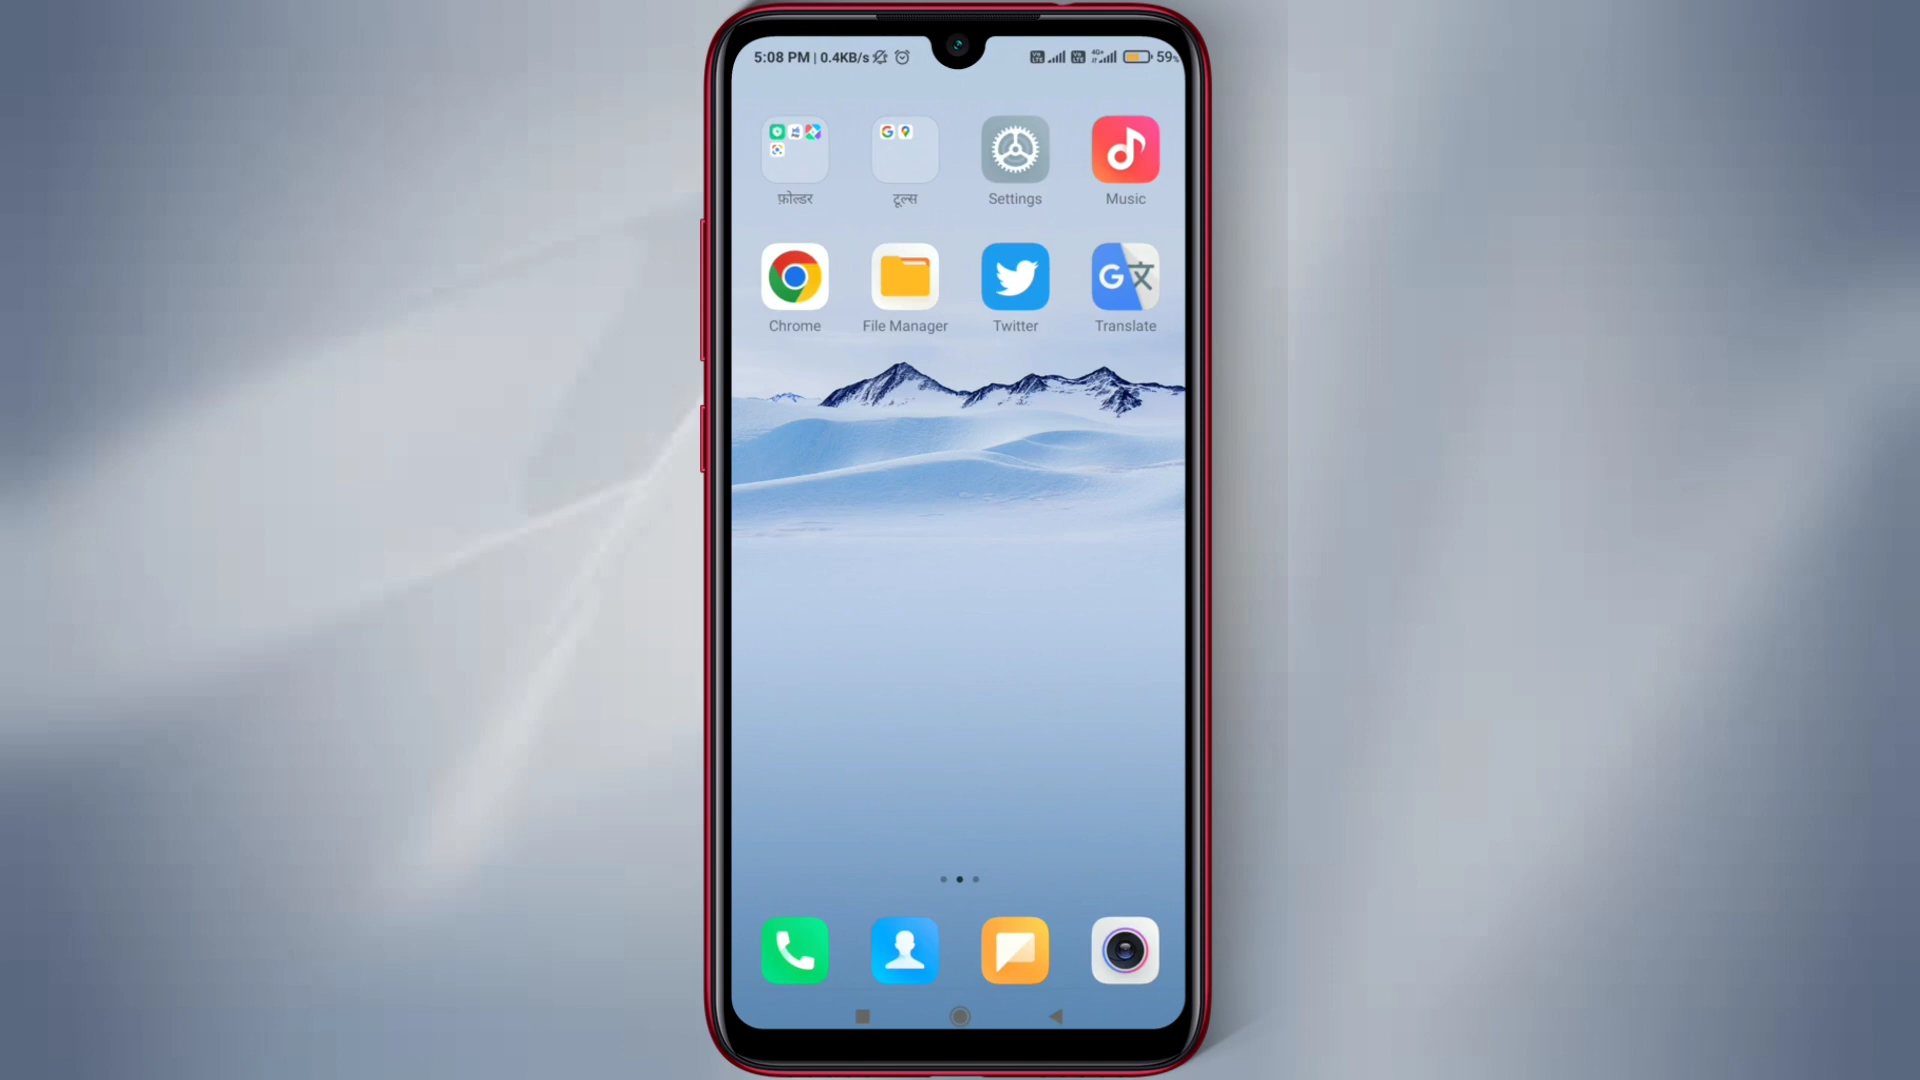 5:08 PM | 0.4KB/s 59%
फ़ोल्डर टूल्स Settings Music
Chrome File Manager Twitter Translate